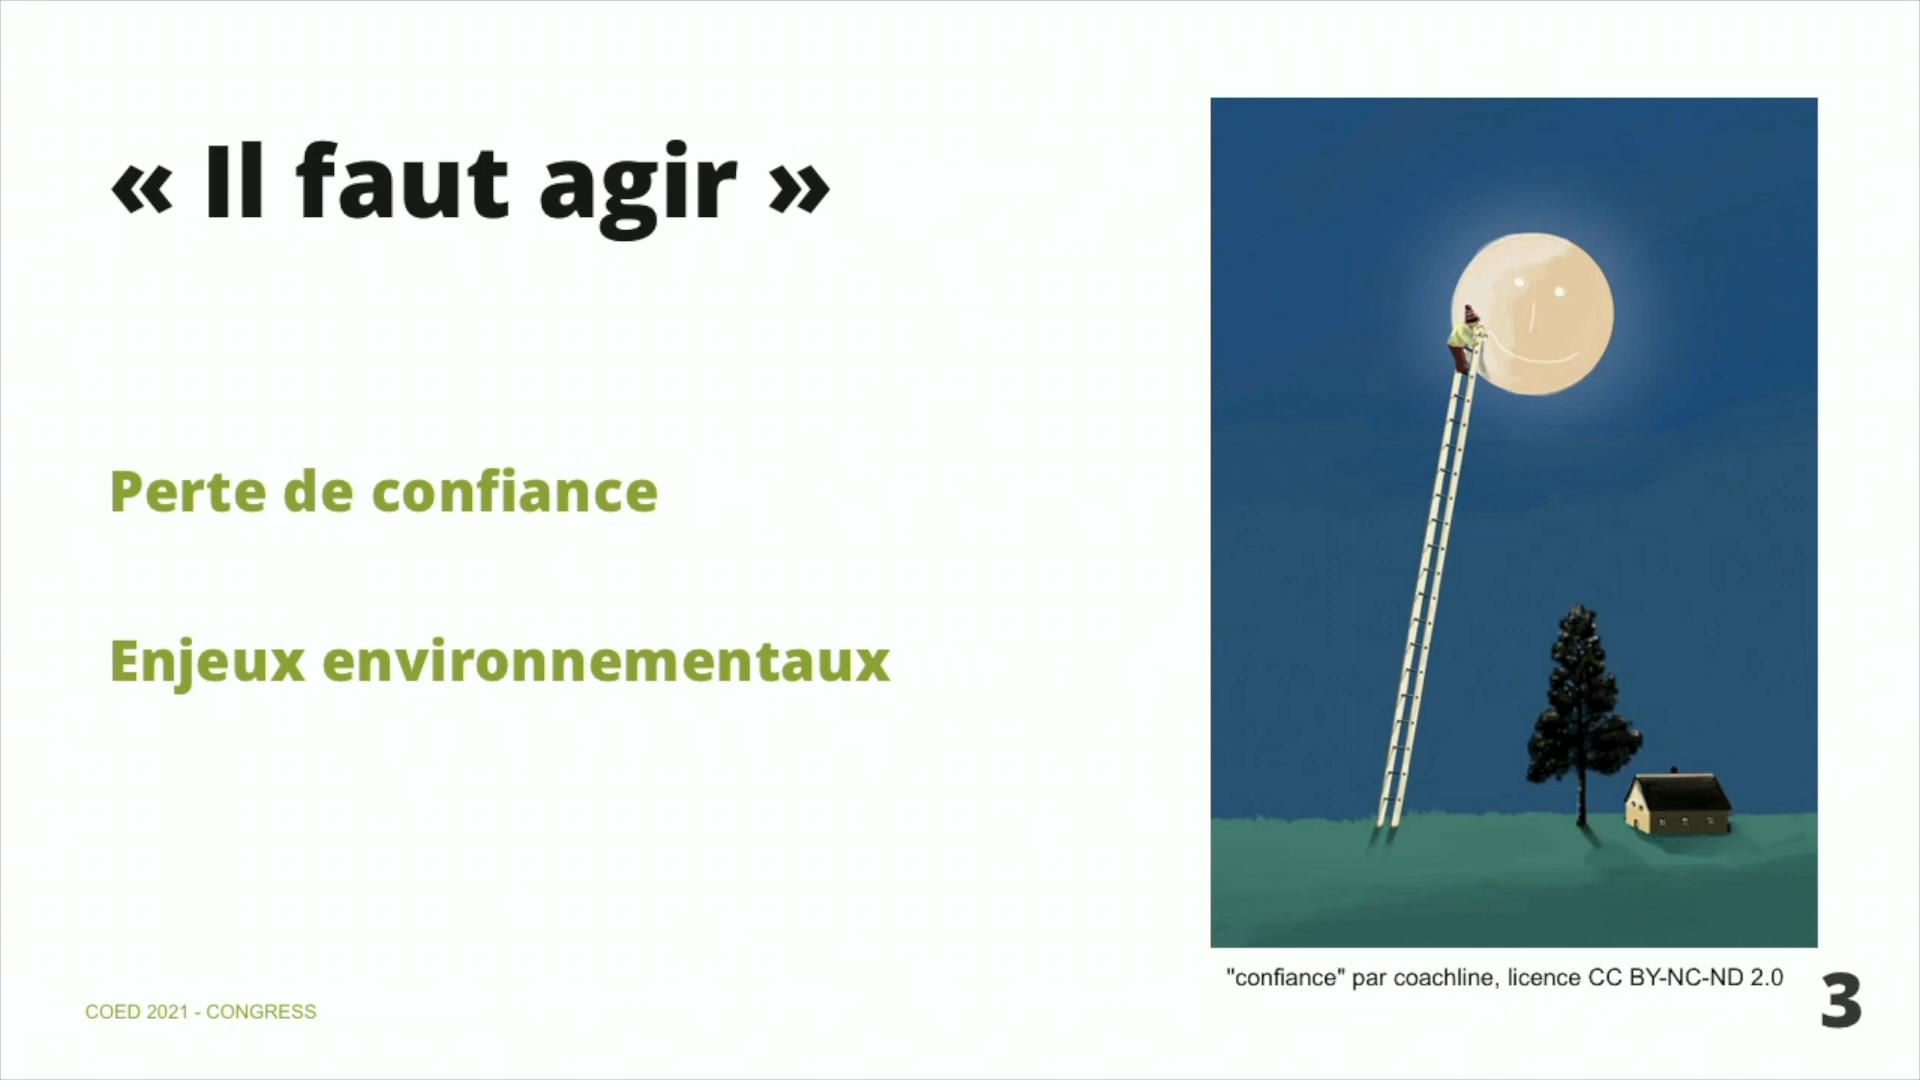 « Il faut agir »
Perte de confiance
Enjeux environnementaux
"confiance" par coachline, licence CC BY-NC-ND 2.0
COED 2021 - CONGRESS
3